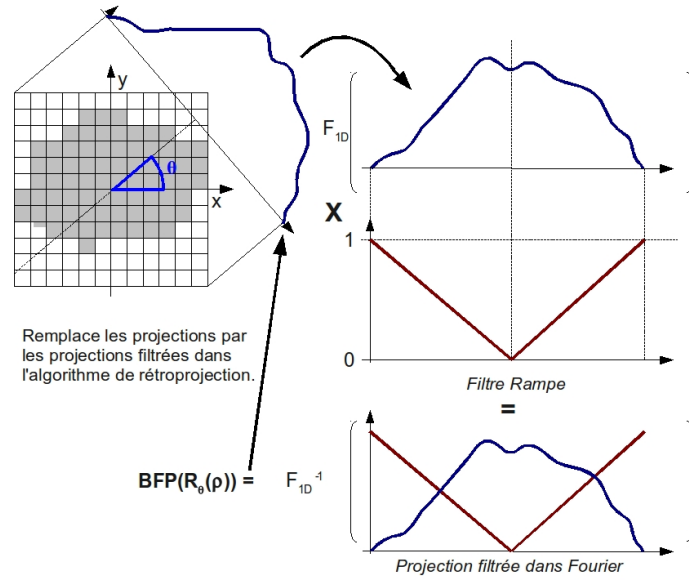 y
θ
x
F1D
X
1
0
Remplace les projections par
les projections filtrées dans
l'algorithme de rétroprojection.
Filtre Rampe
=
BFP(Rθ(ρ)) = F1D-1
Projection filtrée dans Fourier